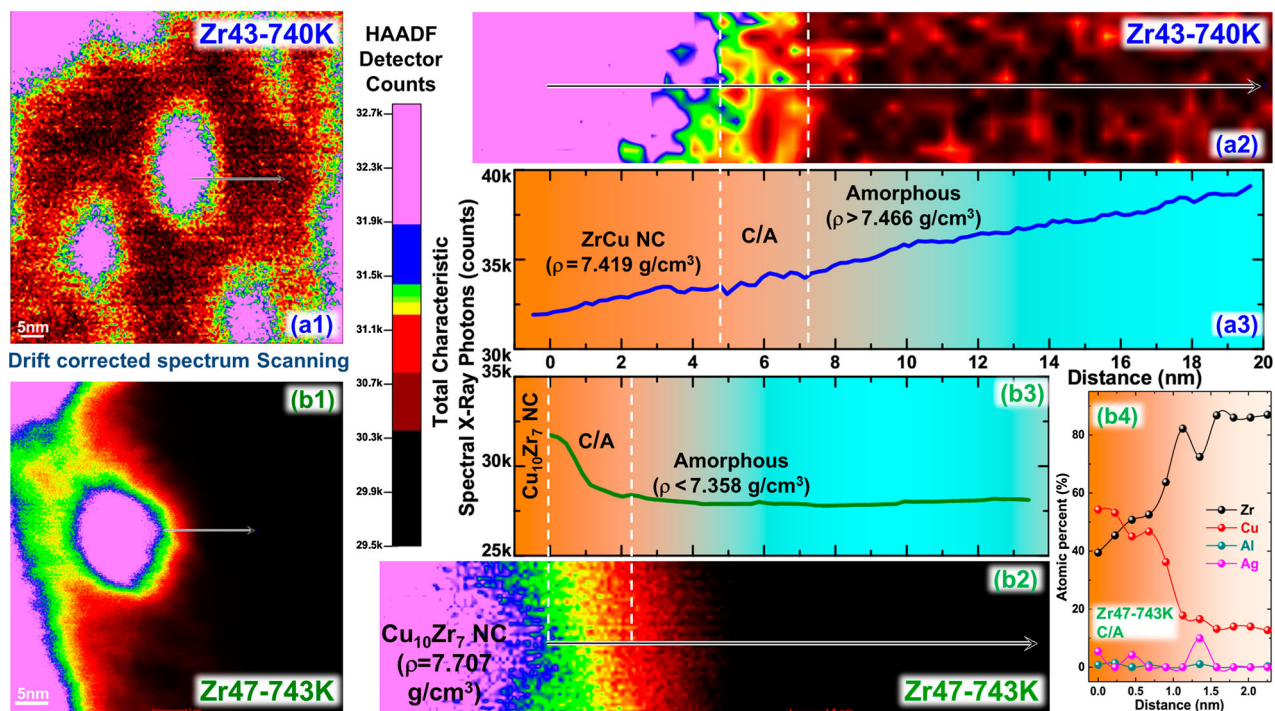 Zr43-740K
5nm
(a1)
HAADF
Detector
Counts
32.7k
32.3k
31.9k
31.5k
31.1k
30.7k
30.3k
29.9k
29.5k
Zr43-740K
(a2)
Total Characteristic
Spectral X-Ray Photons (counts)
40k
35k
30k
ZrCu NC
(ρ=7.419 g/cm³)
C/A
Amorphous
(ρ>7.466 g/cm³)
(a3)
0 2 4 6 8 10 12 14 16 18 20
Distance (nm)
Drift corrected spectrum Scanning
(b1)
5nm
Zr47-743K
35k
30k
25k
Cu₁₀Zr₇ NC
C/A
Amorphous
(ρ<7.358 g/cm³)
(b3)
(b2)
Cu₁₀Zr₇ NC
(ρ=7.707
g/cm³)
Zr47-743K
(b4)
Atomic percent (%)
80
60
40
20
0
Zr
Cu
Al
Ag
Zr47-743K
C/A
0.0 0.5 1.0 1.5 2.0
Distance (nm)